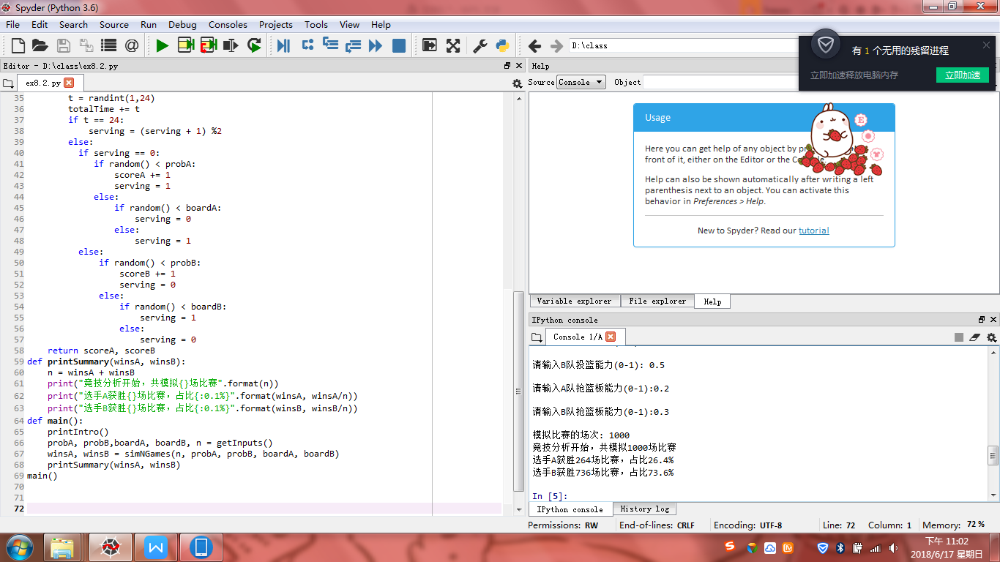 Spyder (Python 3.6)
File Edit Search Source Run Debug Consoles Projects Tools View Help
D:\class
有 1 个无用的残留进程
立即加速释放电脑内存 立即加速
Editor - D:\class\ex8.2.py
ex8.2.py
35 t = randint(1,24)
36 totalTime += t
37 if t == 24:
38 serving = (serving + 1) %2
39 else:
40 if serving == 0:
41 if random() < probA:
42 scoreA += 1
43 serving = 1
44 else:
45 if random() < boardA:
46 serving = 0
47 else:
48 serving = 1
49 else:
50 if random() < probB:
51 scoreB += 1
52 serving = 0
53 else:
54 if random() < boardB:
55 serving = 1
56 else:
57 serving = 0
58 return scoreA, scoreB
59 def printSummary(winsA, winsB):
60 n = winsA + winsB
61 print("竞技分析开始，共模拟{}场比赛".format(n))
62 print("选手A获胜{}场比赛，占比{:0.1%}".format(winsA, winsA/n))
63 print("选手B获胜{}场比赛，占比{:0.1%}".format(winsB, winsB/n))
64 def main():
65 printIntro()
66 probA, probB,boardA, boardB, n = getInputs()
67 winsA, winsB = simNGames(n, probA, probB, boardA, boardB)
68 printSummary(winsA, winsB)
69 main()
70
71
72
Help
Source Console Object
Usage
Here you can get help of any object by
front of it, either on the Editor or the
Help can also be shown automatically after writing a left
parenthesis next to an object. You can activate this
behavior in Preferences > Help.
New to Spyder? Read our tutorial
Variable explorer File explorer Help
IPython console
Console 1/A
请输入B队投篮能力(0-1): 0.5
请输入A队抢篮板能力(0-1):0.2
请输入B队抢篮板能力(0-1):0.3
模拟比赛的场次: 1000
竞技分析开始，共模拟1000场比赛
选手A获胜264场比赛，占比26.4%
选手B获胜736场比赛，占比73.6%
In [5]:
IPython console History log
Permissions: RW End-of-lines: CRLF Encoding: UTF-8 Line: 72 Column: 1 Memory: 72 %
下午 11:02
2018/6/17 星期日